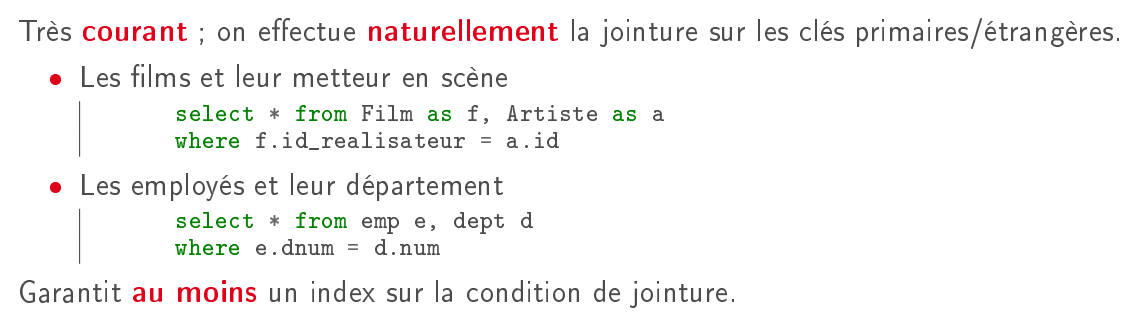 Très courant ; on effectue naturellement la jointure sur les clés primaires/étrangères.
• Les films et leur metteur en scène
select * from Film as f, Artiste as a
where f.id_realisateur = a.id
• Les employés et leur département
select * from emp e, dept d
where e.dnum = d.num
Garantit au moins un index sur la condition de jointure.